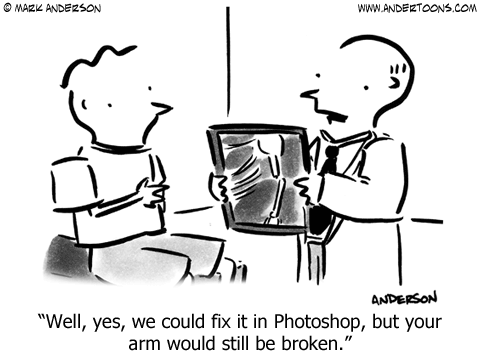 © MARK ANDERSON
WWW.ANDERTOONS.COM
ANDERSON
“Well, yes, we could fix it in Photoshop, but your
arm would still be broken.”